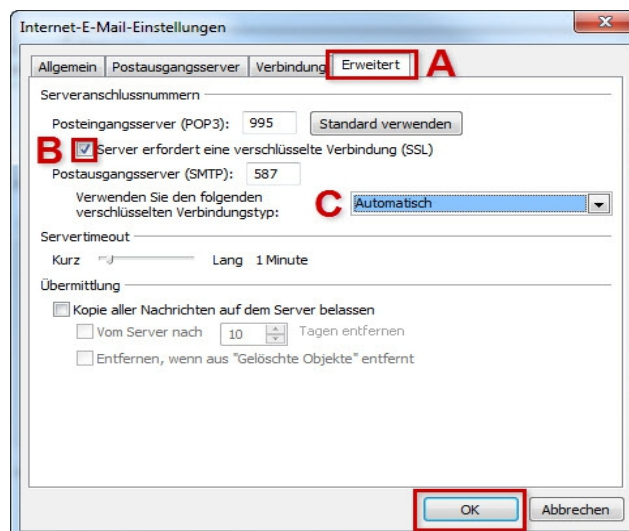 Internet-E-Mail-Einstellungen
Allgemein Postausgangsserver Verbindung Erweitert A
Serveranschlussnummern
Posteingangsserver (POP3): 995 Standard verwenden
B Server erfordert eine verschlüsselte Verbindung (SSL)
Postausgangsserver (SMTP): 587
Verwenden Sie den folgenden
verschlüsselten Verbindungstyp: C Automatisch
Servertimeout
Kurz Lang 1 Minute
Übermittlung
Kopie aller Nachrichten auf dem Server belassen
Vom Server nach 10 Tagen entfernen
Entfernen, wenn aus "Gelöschte Objekte" entfernt
OK Abbrechen